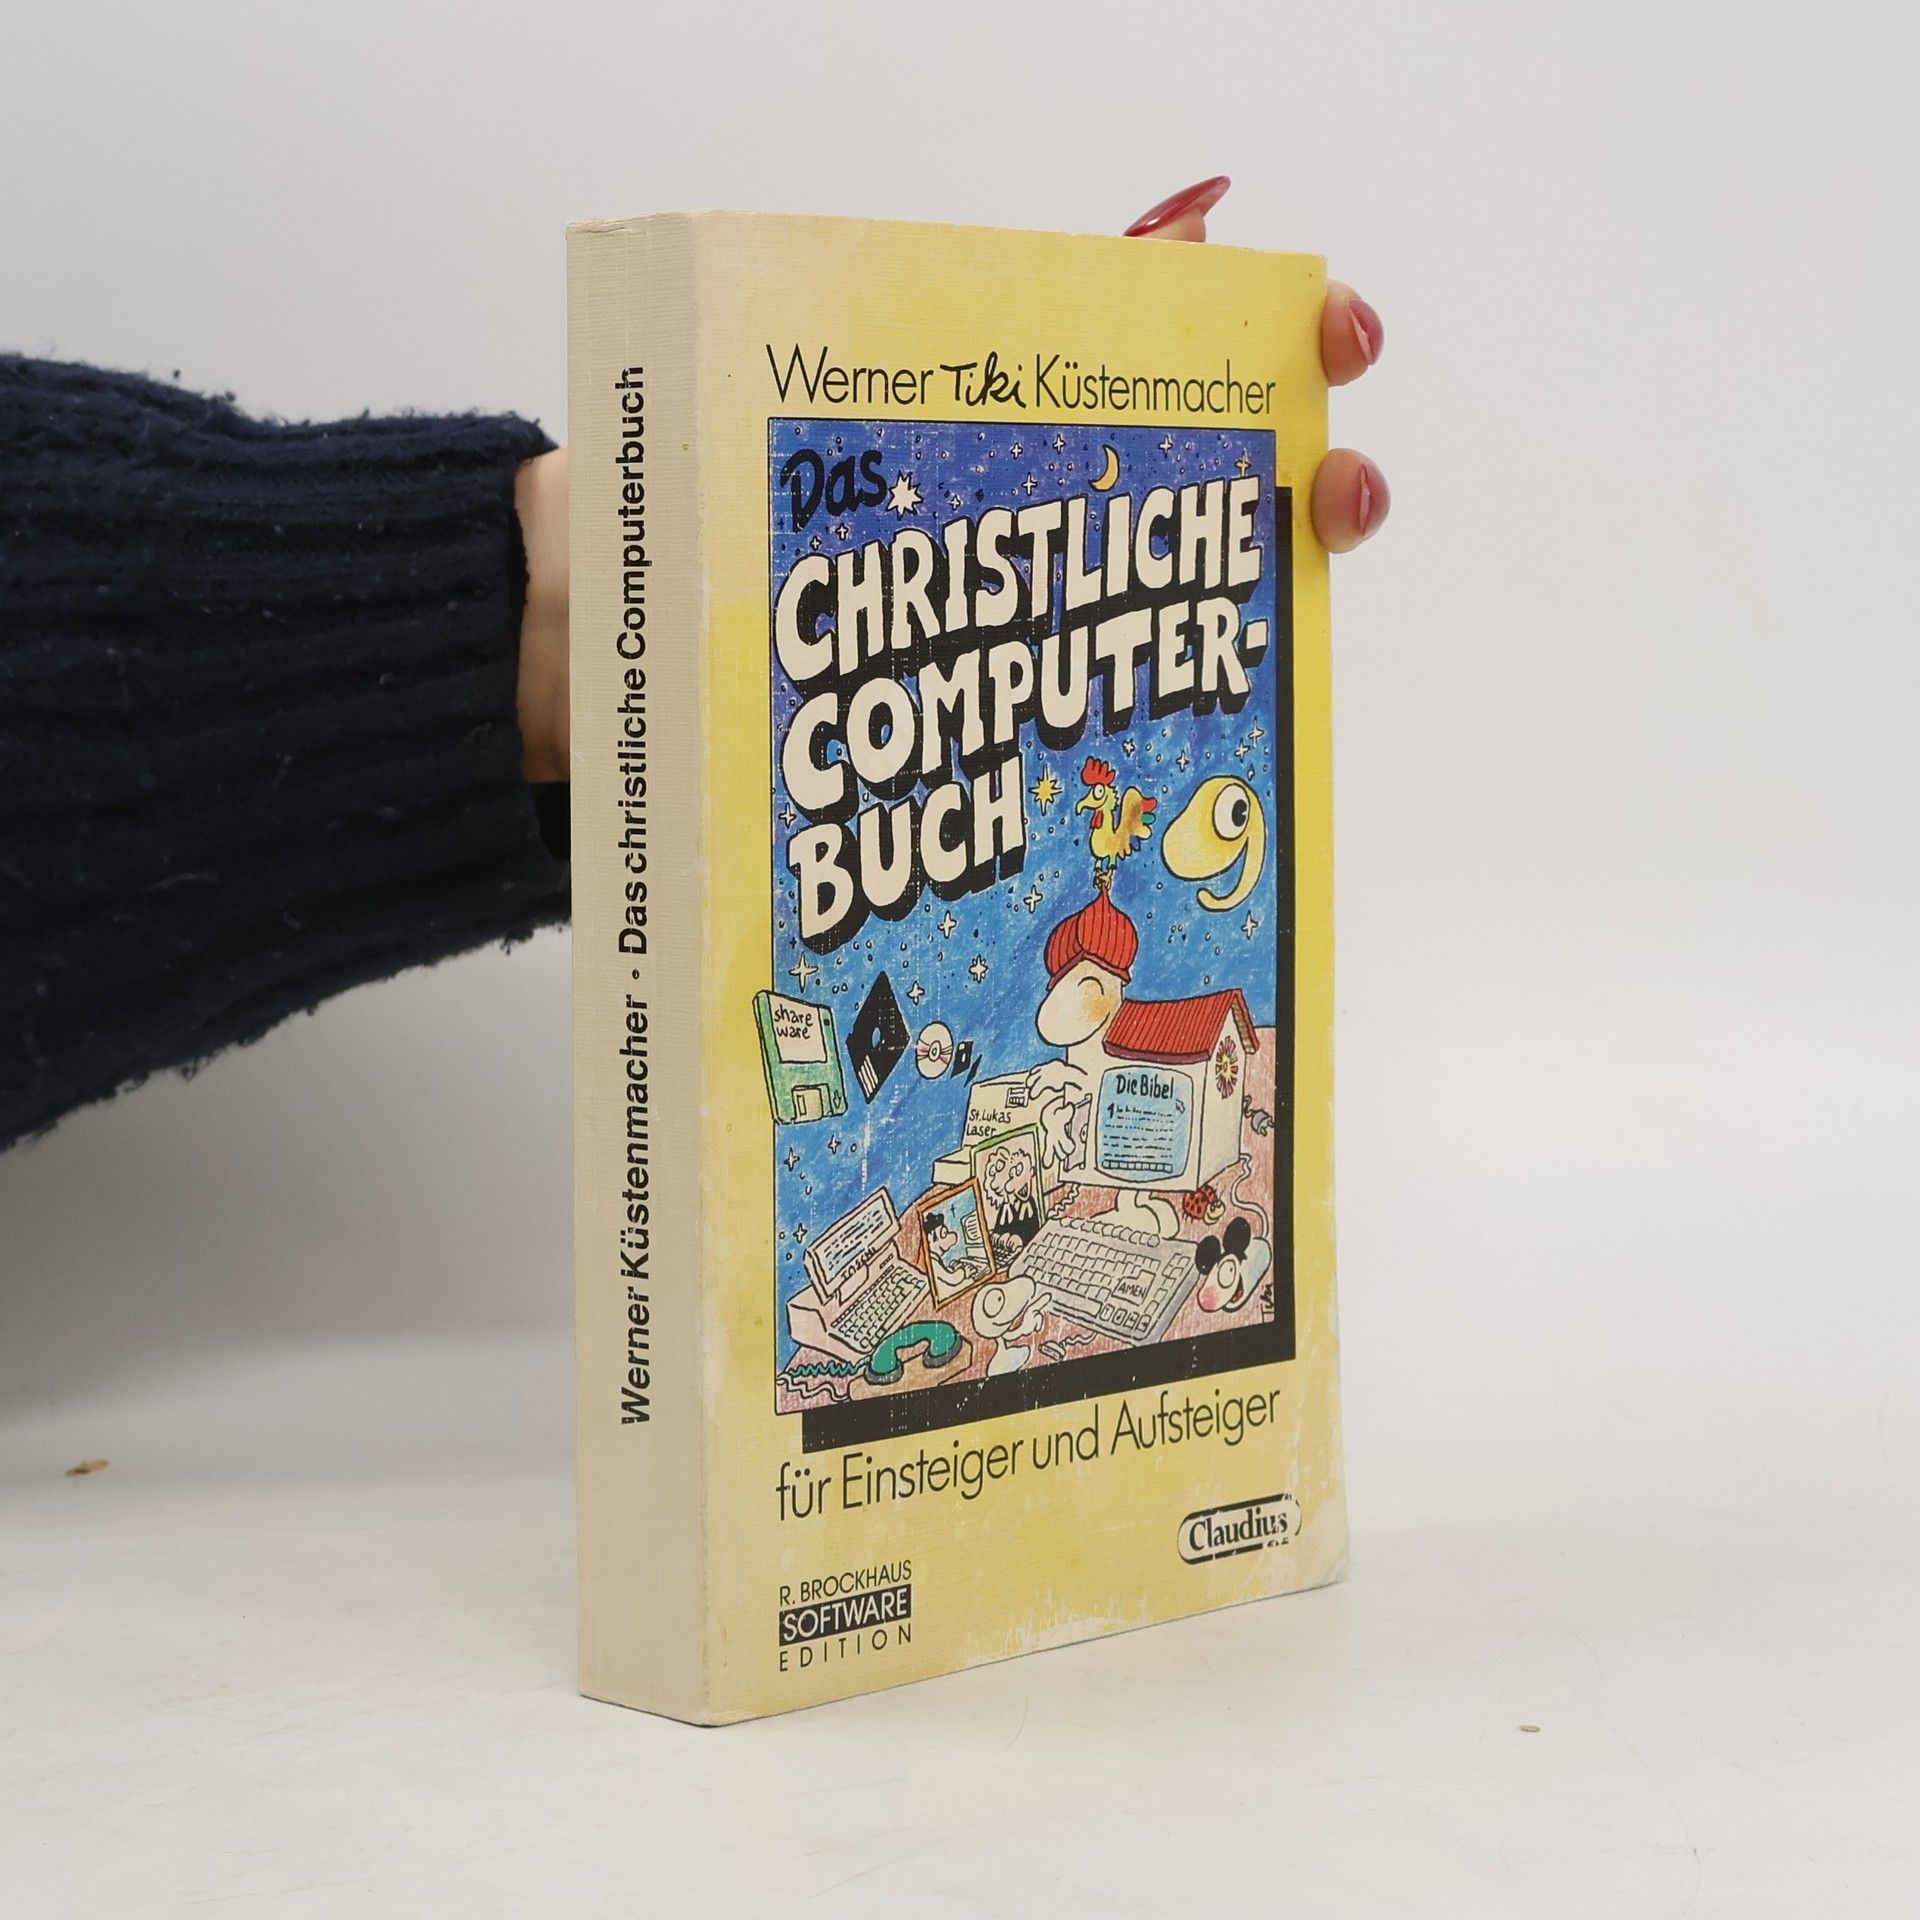 Werner Küstenmacher • Das christliche Computerbuch
Werner Tiki Küstenmacher
Das
CHRISTLICHE
COMPUTER-
BUCH
share
ware
Die Bibel
St. Lukas
Laser
AMEN
Tiki
für Einsteiger und Aufsteiger
Claudius
R. BROCKHAUS
SOFTWARE
EDITION